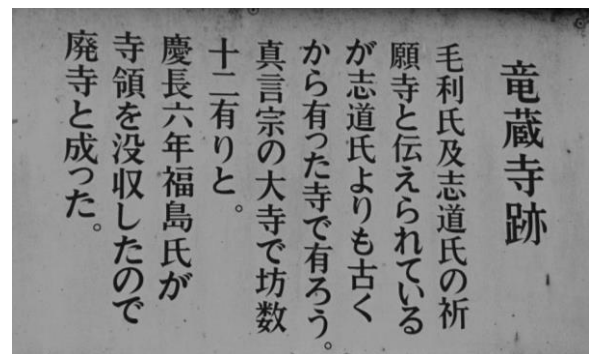 竜蔵寺跡
毛利氏及志道氏の祈
願寺と伝えられている
が志道氏よりも古く
から有った寺で有ろう。
真言宗の大寺で坊数
十二有りと。
慶長六年福島氏が
寺領を没収したので
廃寺と成った。